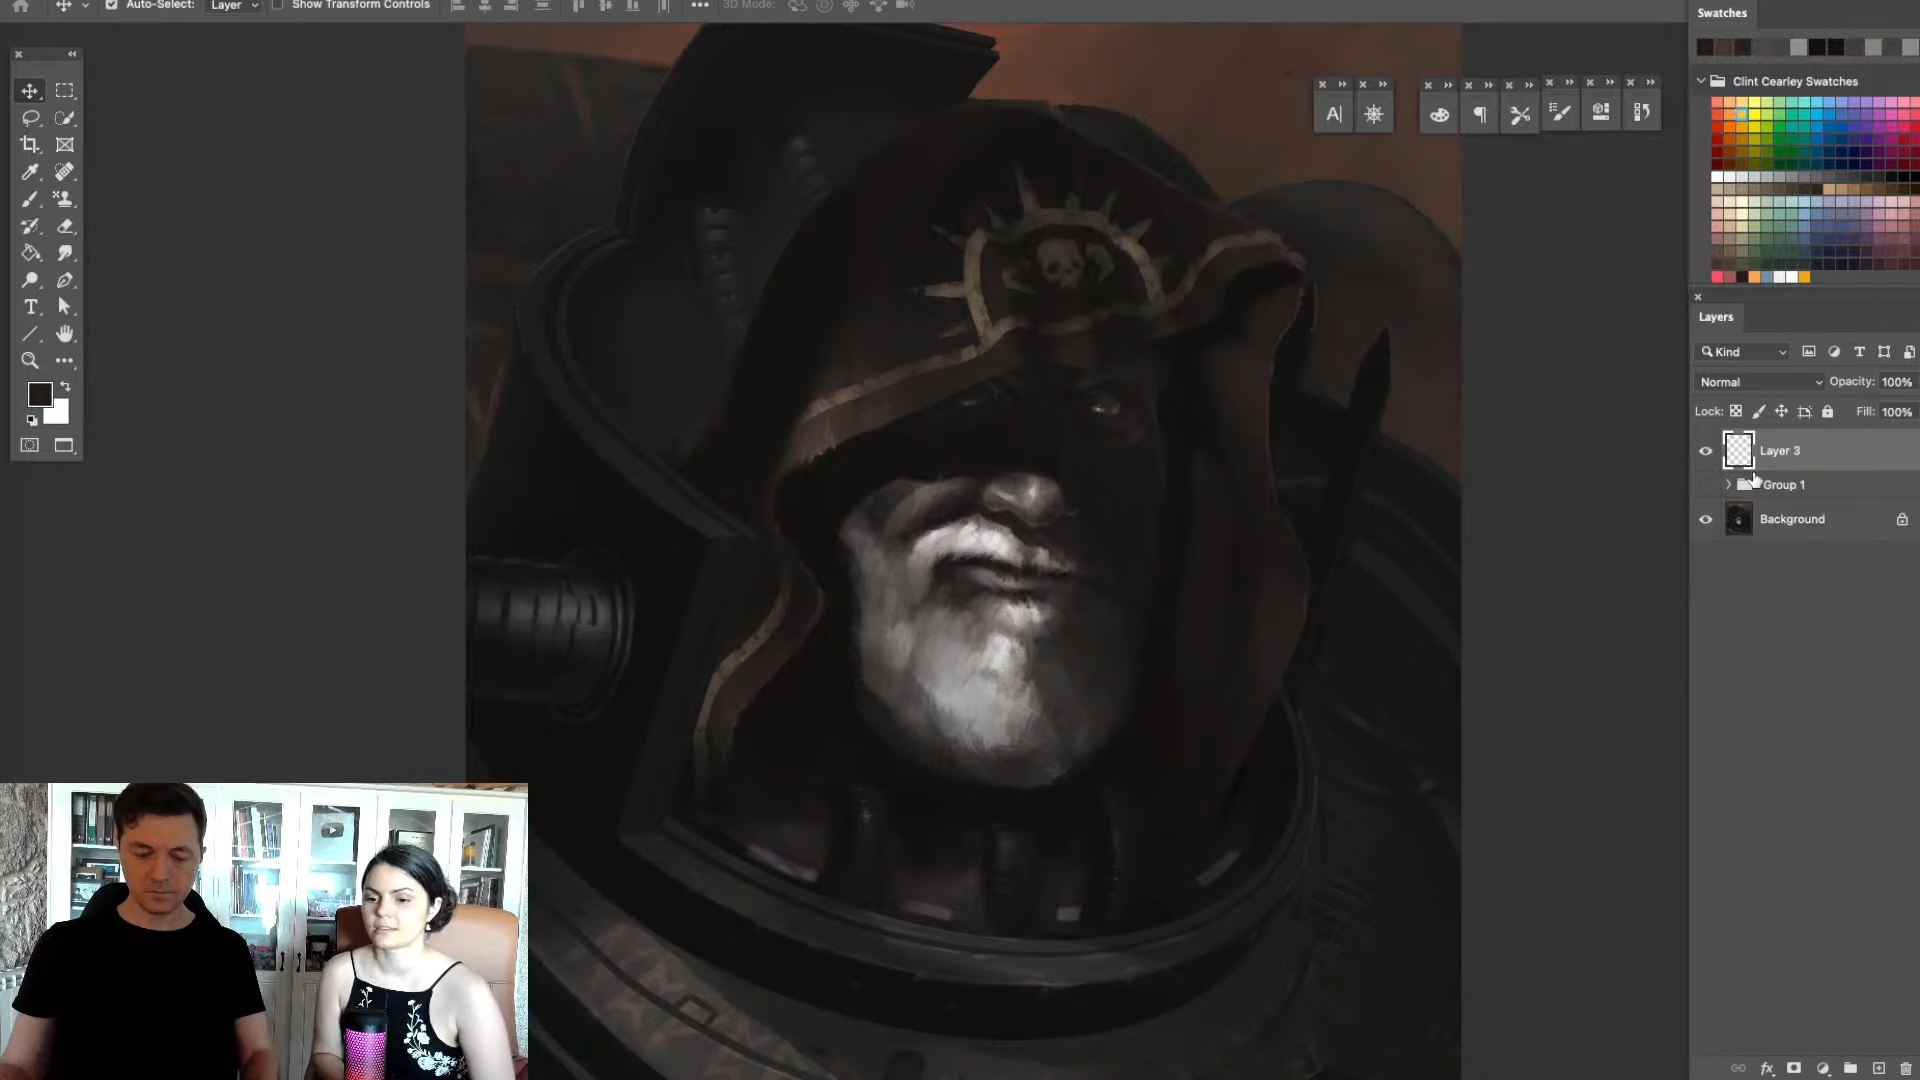 Auto-Select:
Layer
Show Transform Controls
3D Mode:
Swatches
Clint Cearley Swatches
Layers
Kind
Normal
Opacity: 100%
Lock:
Fill: 100%
Layer 3
Group 1
Background